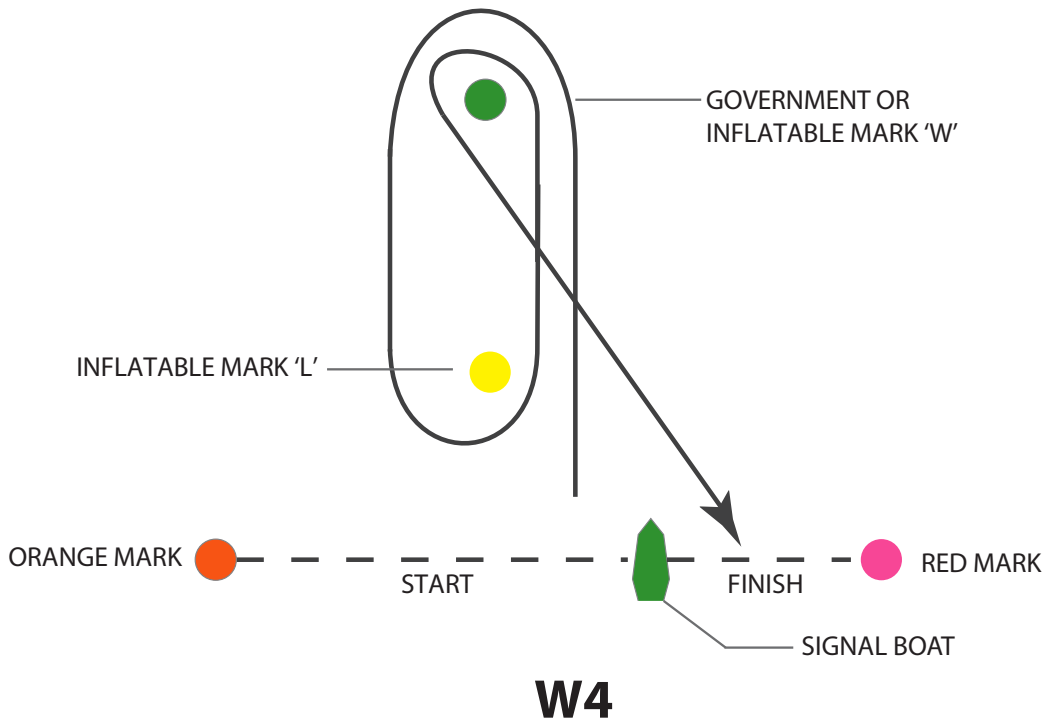 GOVERNMENT OR
INFLATABLE MARK ‘W’
INFLATABLE MARK ‘L’
ORANGE MARK
START
FINISH
RED MARK
SIGNAL BOAT
W4